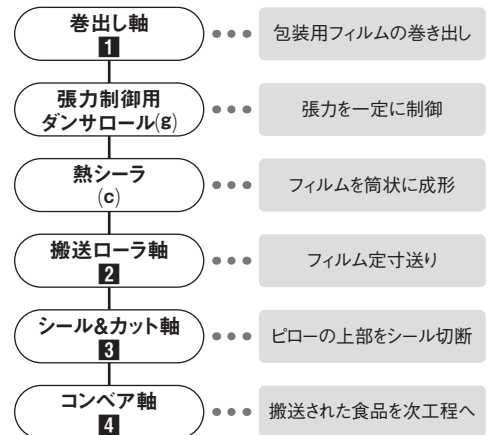 巻出し軸
1
包装用フィルムの巻き出し
張力制御用
ダンサロール(g)
張力を一定に制御
熱シーラ
(c)
フィルムを筒状に成形
搬送ローラ軸
2
フィルム定寸送り
シール&カット軸
3
ピローの上部をシール切断
コンベア軸
4
搬送された食品を次工程へ